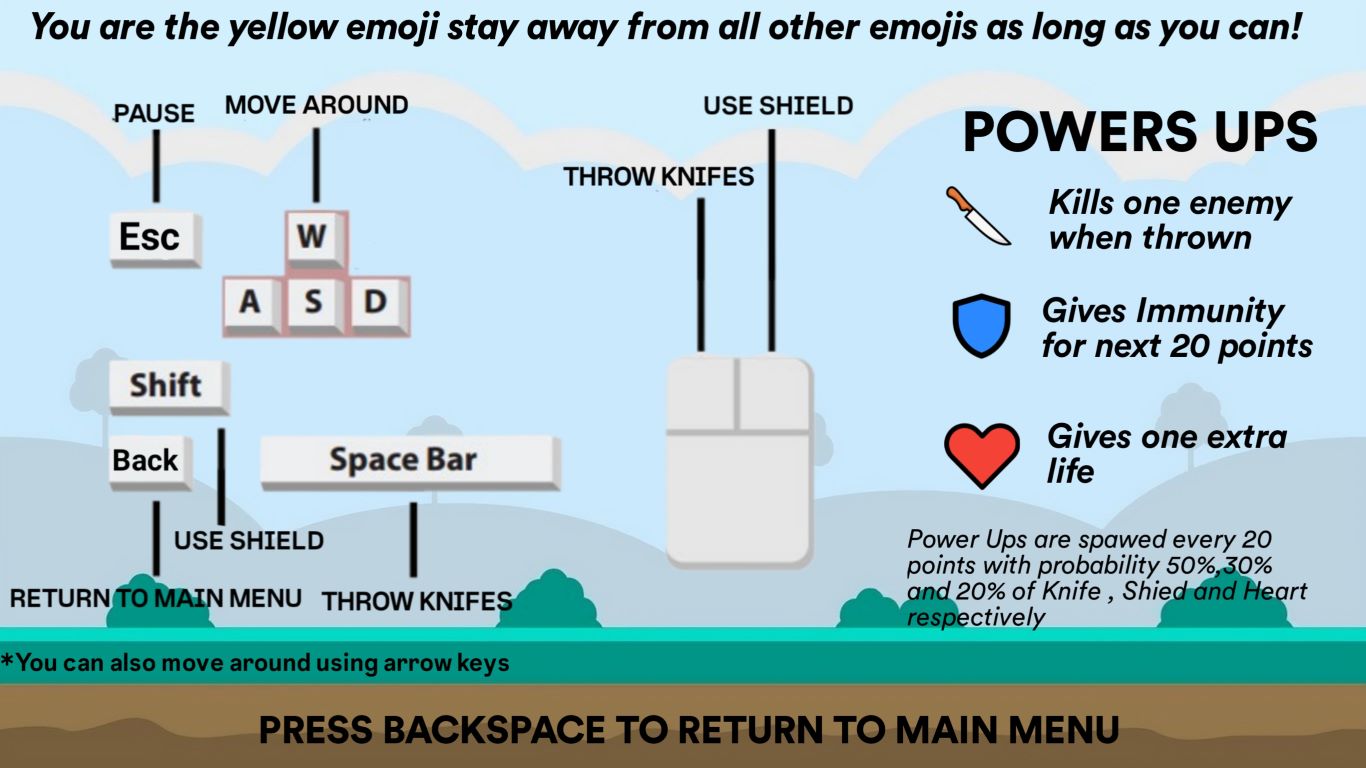 You are the yellow emoji stay away from all other emojis as long as you can!
PAUSE
MOVE AROUND
Esc
W
A
S
D
Shift
Back
Space Bar
USE SHIELD
RETURN TO MAIN MENU
THROW KNIFES
USE SHIELD
THROW KNIFES
POWERS UPS
Kills one enemy
when thrown
Gives Immunity
for next 20 points
Gives one extra
life
Power Ups are spawed every 20
points with probability 50%,30%
and 20% of Knife , Shied and Heart
respectively
*You can also move around using arrow keys
PRESS BACKSPACE TO RETURN TO MAIN MENU